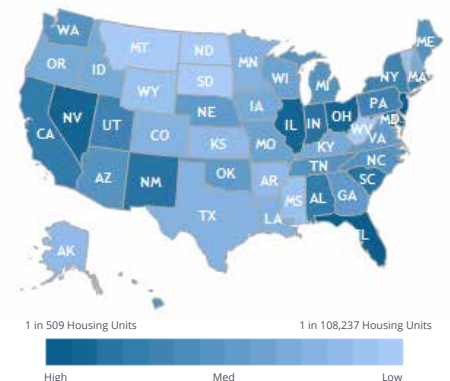 WA
MT
ND
ME
OR
ID
MN
SD
WI
NY
MA
WY
MI
NV
NE
IA
PA
UT
IL
IN
OH
MD
CA
CO
KS
MO
WV
VA
KY
AZ
NM
OK
TN
NC
AR
SC
MS
AL
GA
TX
LA
FL
AK
1 in 509 Housing Units
1 in 108,237 Housing Units
High
Med
Low